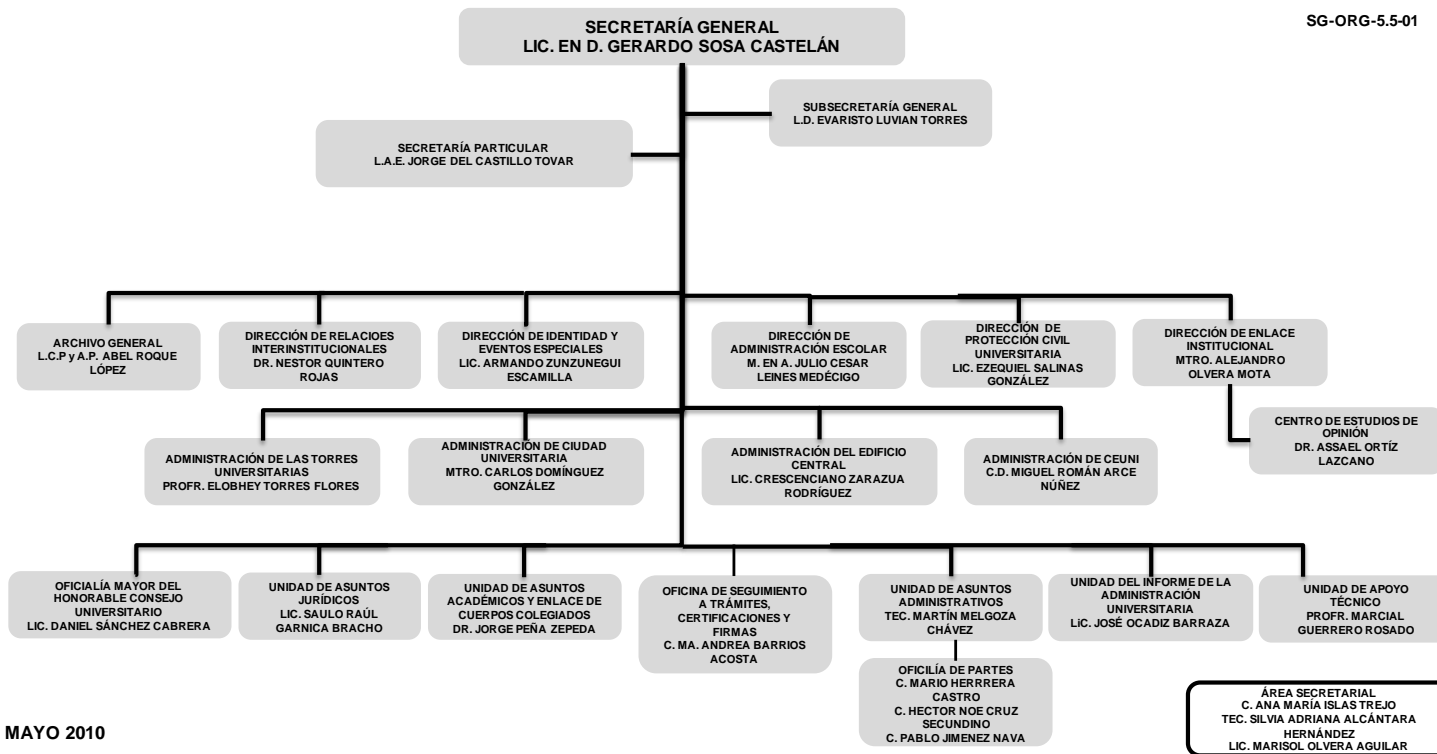 SECRETARÍA GENERAL
LIC. EN D. GERARDO SOSA CASTELÁN
SG-ORG-5.5-01
SUBSECRETARÍA GENERAL
L.D. EVARISTO LUVIAN TORRES
SECRETARÍA PARTICULAR
L.A.E. JORGE DEL CASTILLO TOVAR
ARCHIVO GENERAL
L.C.P y A.P. ABEL ROQUE
LÓPEZ
DIRECCIÓN DE RELACIOES
INTERINSTITUCIONALES
DR. NESTOR QUINTERO
ROJAS
DIRECCIÓN DE IDENTIDAD Y
EVENTOS ESPECIALES
LIC. ARMANDO ZUNZUNEGUI
ESCAMILLA
DIRECCIÓN DE
ADMINISTRACIÓN ESCOLAR
M. EN A. JULIO CESAR
LEINES MEDÉCIGO
DIRECCIÓN DE
PROTECCIÓN CIVIL
UNIVERSITARIA
LIC. EZEQUIEL SALINAS
GONZÁLEZ
DIRECCIÓN DE ENLACE
INSTITUCIONAL
MTRO. ALEJANDRO
OLVERA MOTA
ADMINISTRACIÓN DE LAS TORRES
UNIVERSITARIAS
PROFR. ELOBHEY TORRES FLORES
ADMINISTRACIÓN DE CIUDAD
UNIVERSITARIA
MTRO. CARLOS DOMÍNGUEZ
GONZÁLEZ
ADMINISTRACIÓN DEL EDIFICIO
CENTRAL
LIC. CRESCENCIANO ZARAZUA
RODRÍGUEZ
ADMINISTRACIÓN DE CEUNI
C.D. MIGUEL ROMÁN ARCE
NÚÑEZ
CENTRO DE ESTUDIOS DE
OPINIÓN
DR. ASSAEL ORTÍZ
LAZCANO
OFICIALÍA MAYOR DEL
HONORABLE CONSEJO
UNIVERSITARIO
LIC. DANIEL SÁNCHEZ CABRERA
UNIDAD DE ASUNTOS
JURÍDICOS
LIC. SAULO RAÚL
GARNICA BRACHO
UNIDAD DE ASUNTOS
ACADÉMICOS Y ENLACE DE
CUERPOS COLEGIADOS
DR. JORGE PEÑA ZEPEDA
OFICINA DE SEGUIMIENTO
A TRÁMITES,
CERTIFICACIONES Y
FIRMAS
C. MA. ANDREA BARRIOS
ACOSTA
UNIDAD DE ASUNTOS
ADMINISTRATIVOS
TEC. MARTÍN MELGOZA
CHÁVEZ
UNIDAD DEL INFORME DE LA
ADMINISTRACIÓN
UNIVERSITARIA
LiC. JOSÉ OCADIZ BARRAZA
UNIDAD DE APOYO
TÉCNICO
PROFR. MARCIAL
GUERRERO ROSADO
OFICILÍA DE PARTES
C. MARIO HERRRERA
CASTRO
C. HECTOR NOE CRUZ
SECUNDINO
C. PABLO JIMENEZ NAVA
ÁREA SECRETARIAL
C. ANA MARÍA ISLAS TREJO
TEC. SILVIA ADRIANA ALCÁNTARA
HERNÁNDEZ
LIC. MARISOL OLVERA AGUILAR
MAYO 2010